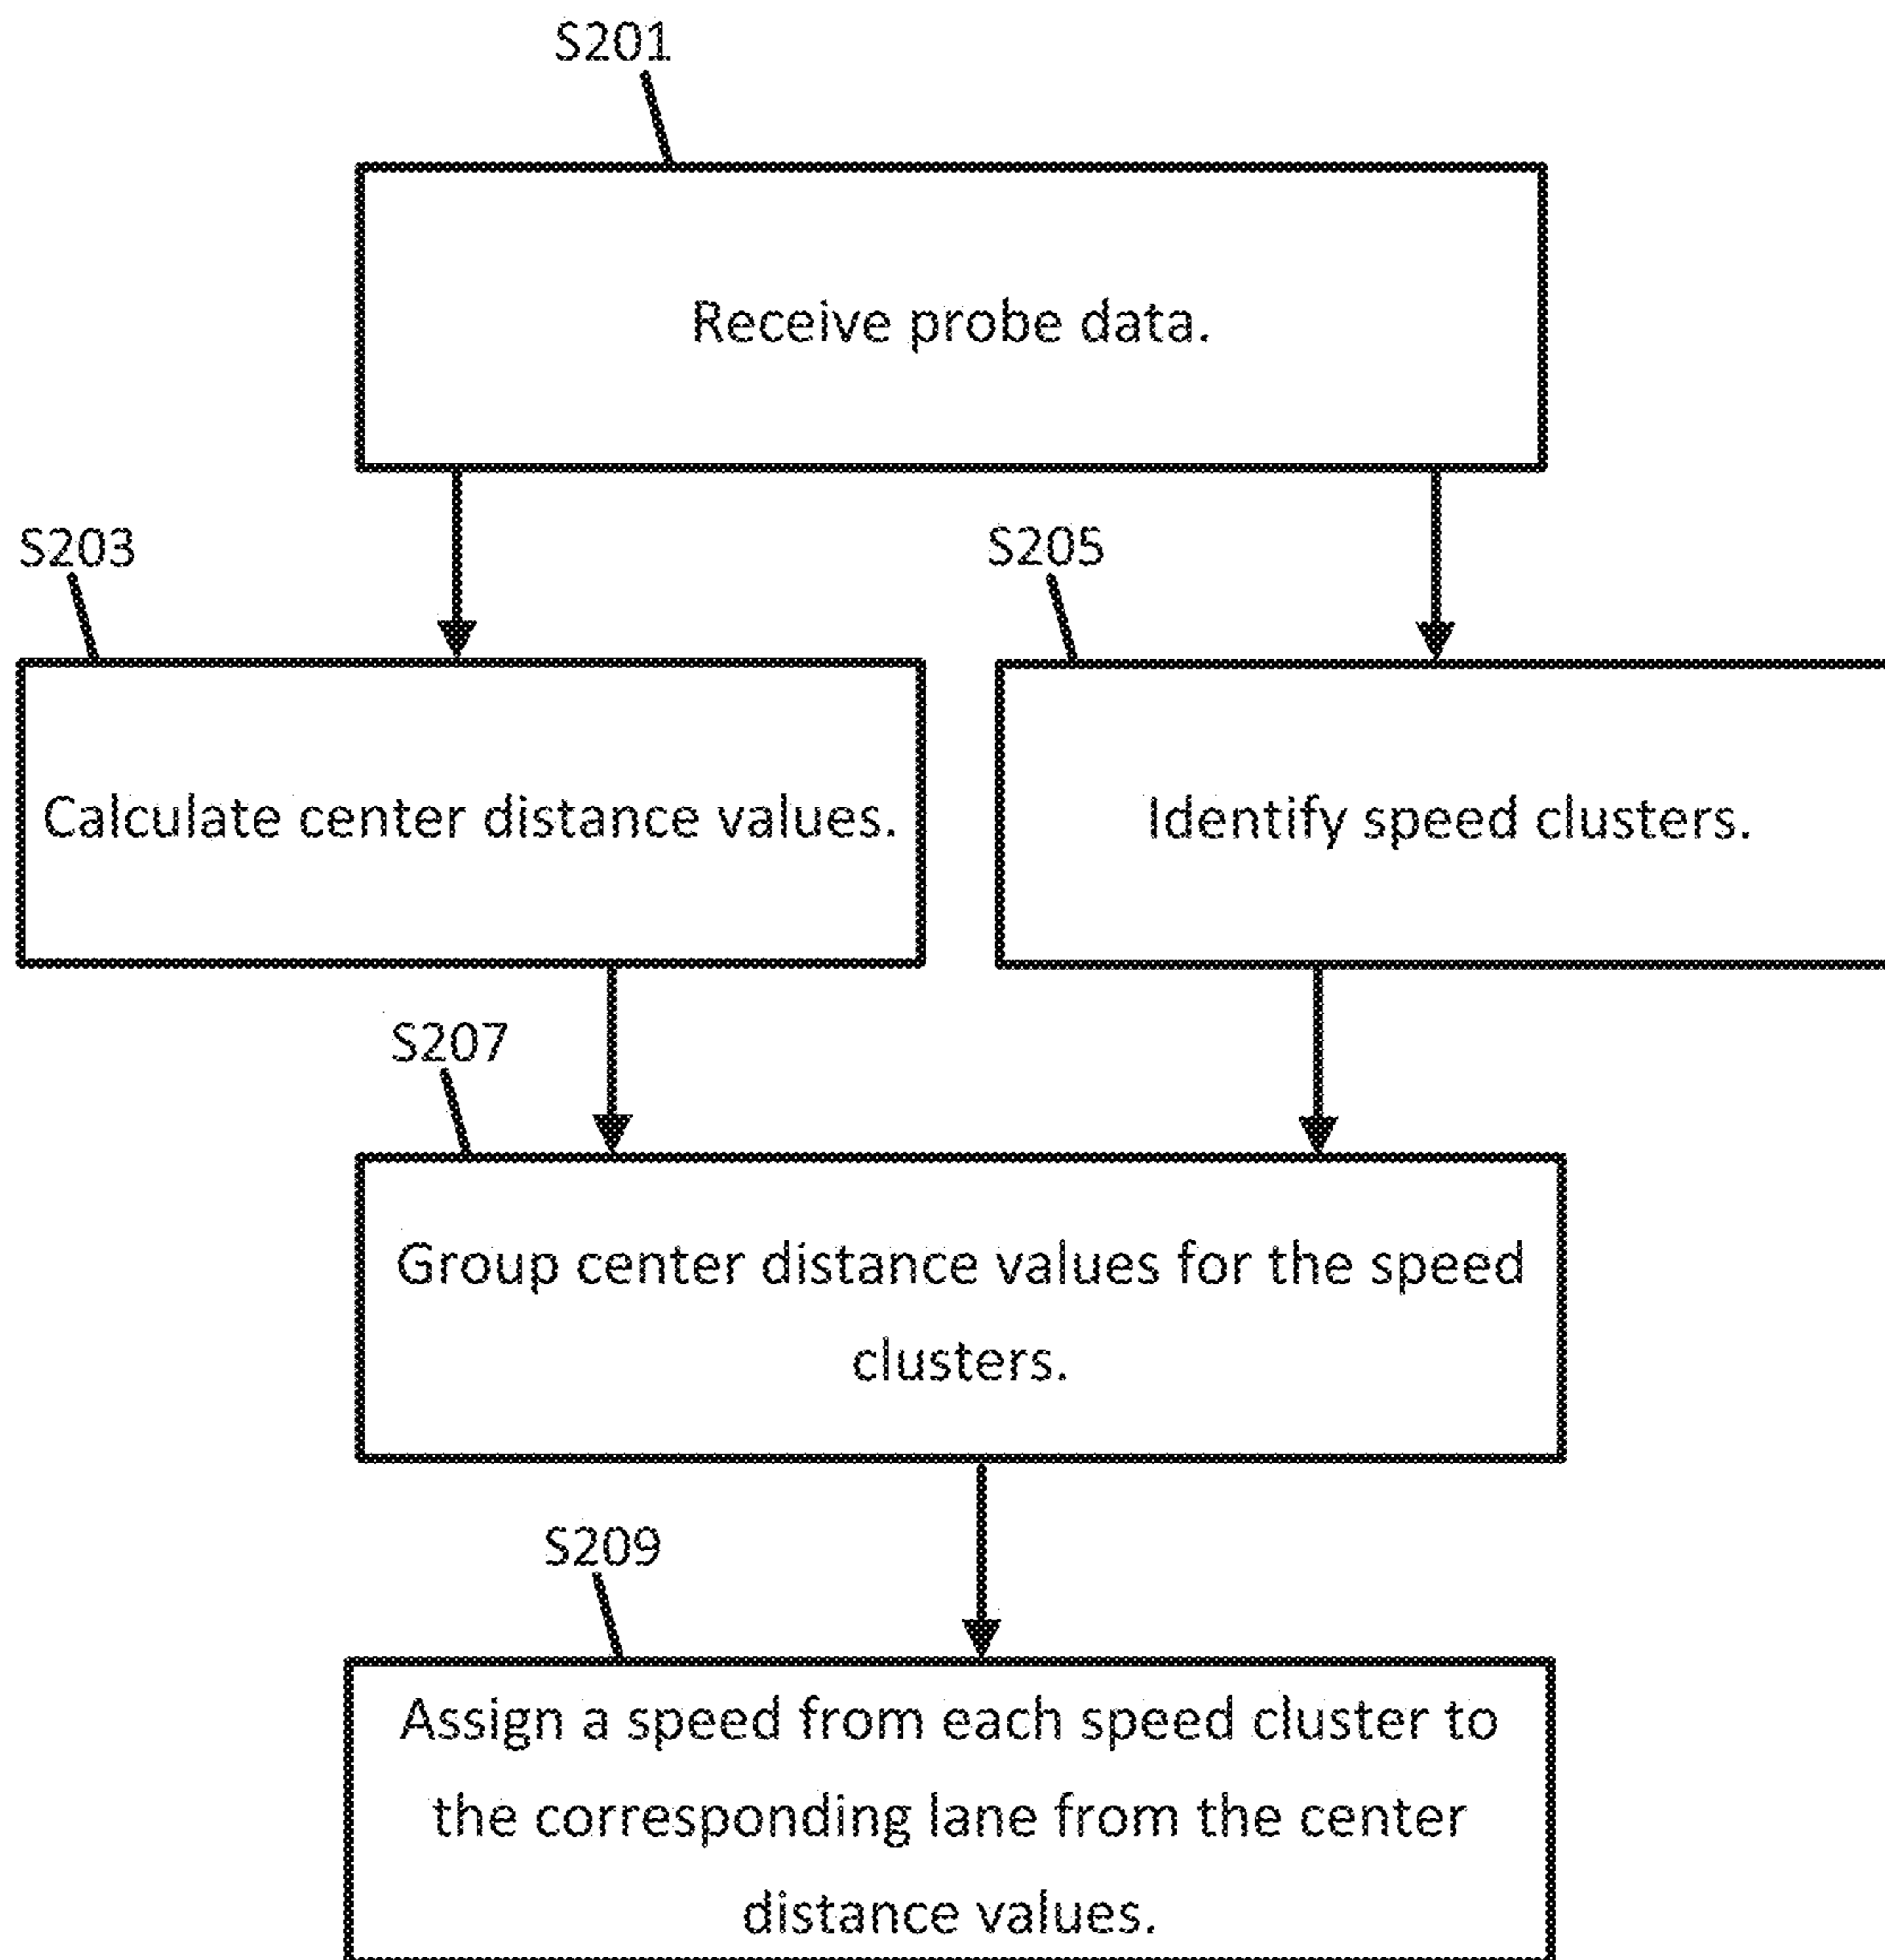 S201
Receive probe data.
S203
S205
Calculate center distance values.
Identify speed clusters.
S207
Group center distance values for the speed
clusters.
S209
Assign a speed from each speed cluster to
the corresponding lane from the center
distance values.